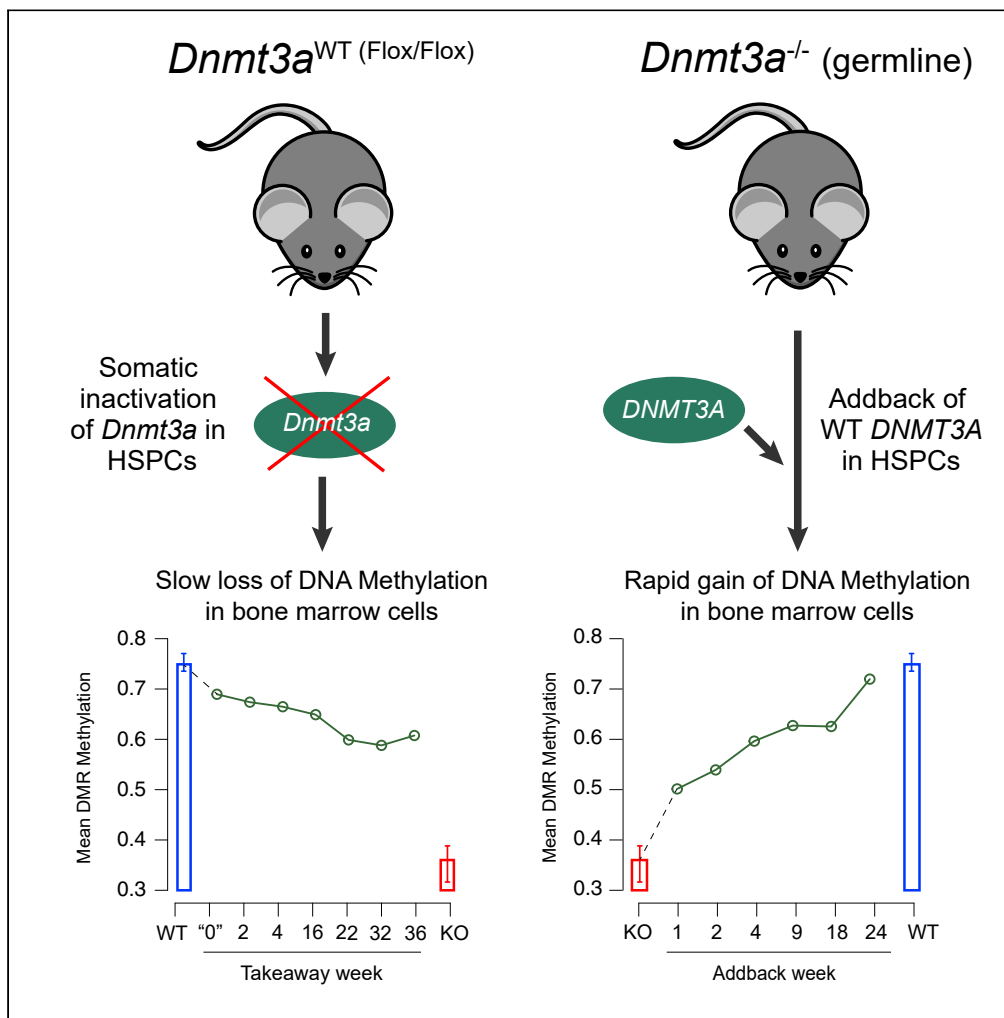 Dnmt3a^WT (Flox/Flox)
Somatic
inactivation
of Dnmt3a in
HSPCs
Dnmt3a
Slow loss of DNA Methylation
in bone marrow cells
Mean DMR Methylation
0.8
0.7
0.6
0.5
0.4
0.3
WT "0" 2 4 16 22 32 36 KO
Takeaway week
Dnmt3a^-/- (germline)
DNMT3A
Addback of
WT DNMT3A
in HSPCs
Rapid gain of DNA Methylation
in bone marrow cells
Mean DMR Methylation
0.8
0.7
0.6
0.5
0.4
0.3
KO 1 2 4 9 18 24 WT
Addback week